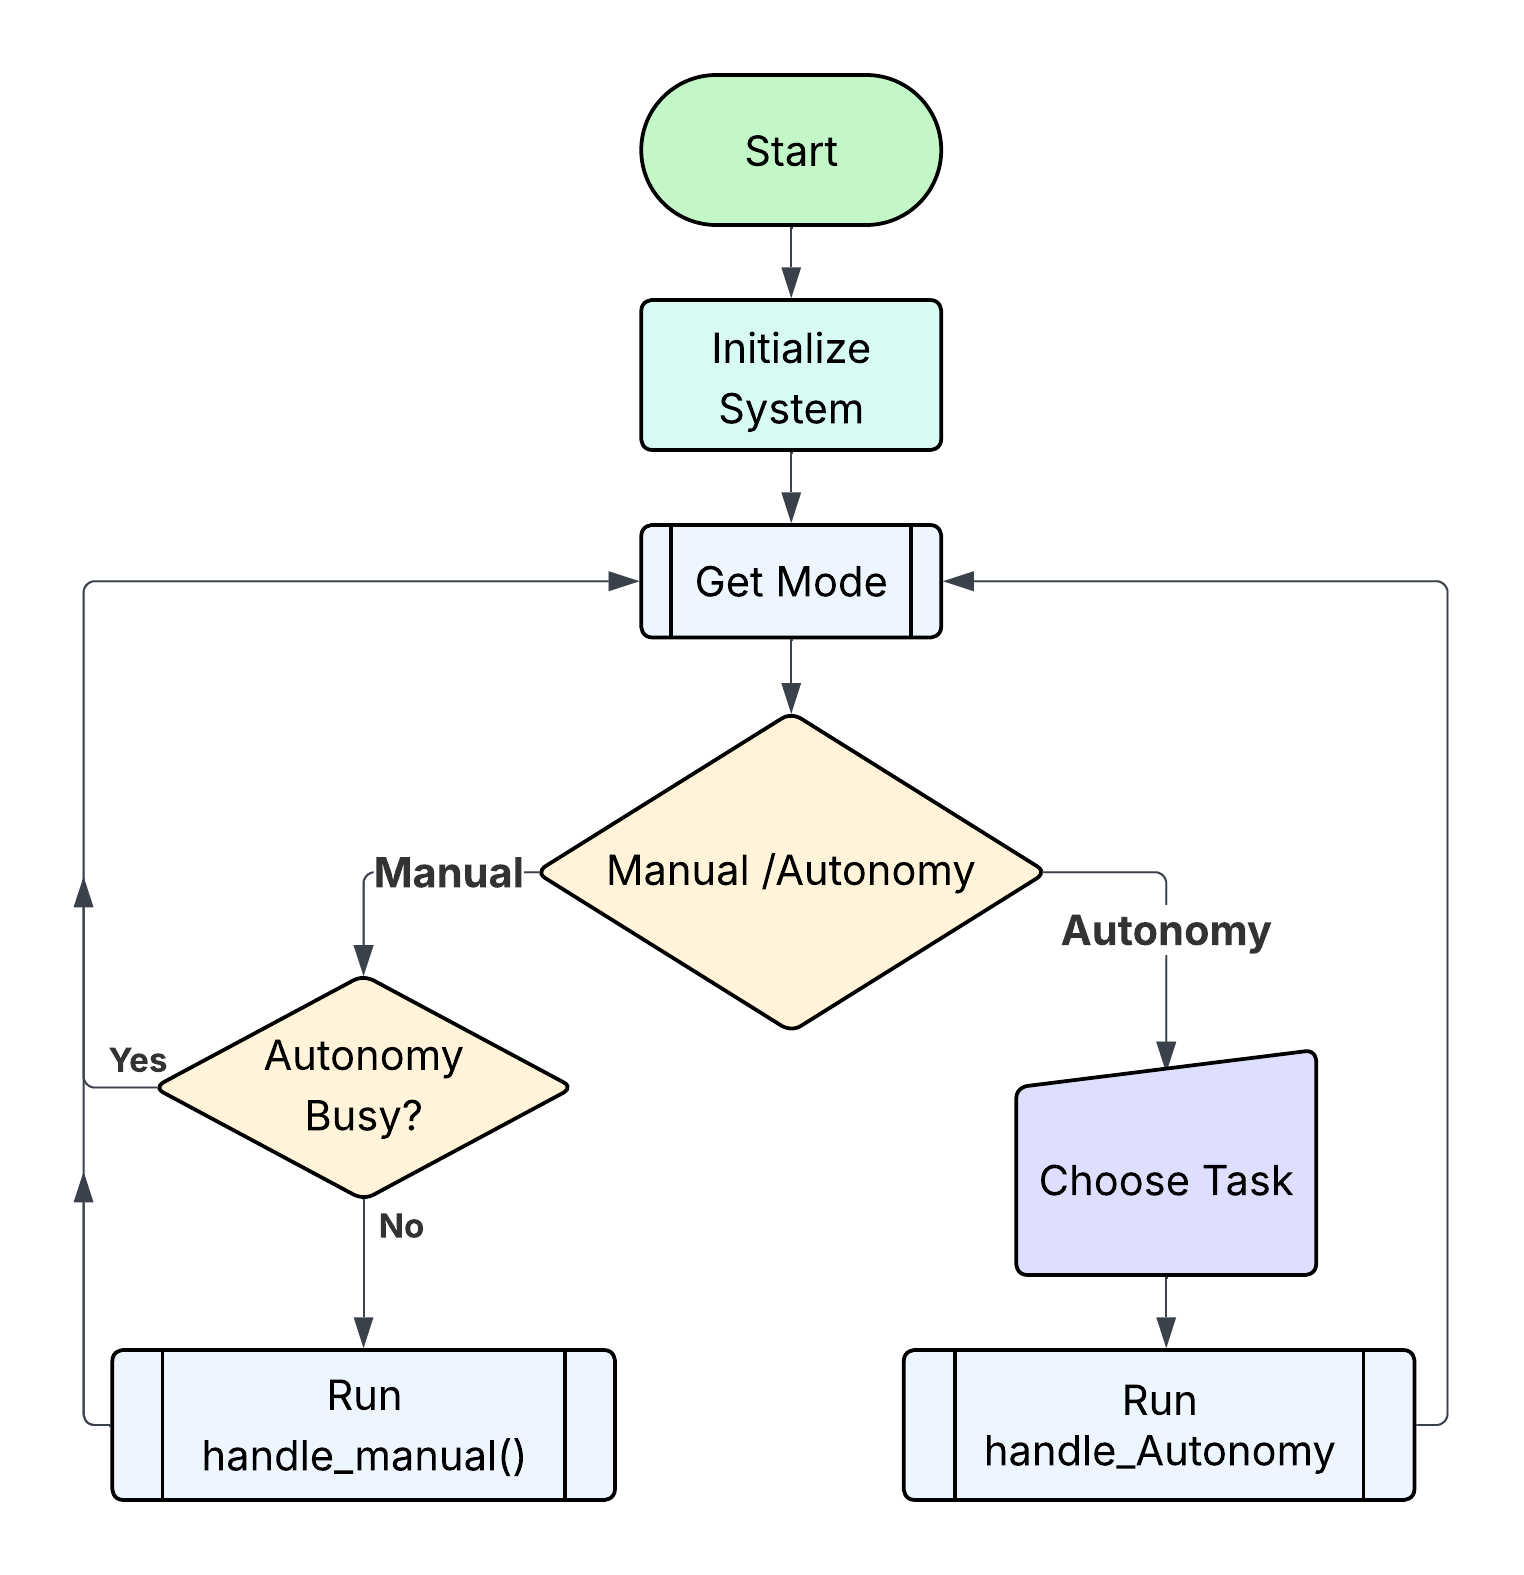 Start
Initialize
System
Get Mode
Manual /Autonomy
Manual
Autonomy
Autonomy
Busy?
Yes
No
Choose Task
Run
handle_manual()
Run
handle_Autonomy